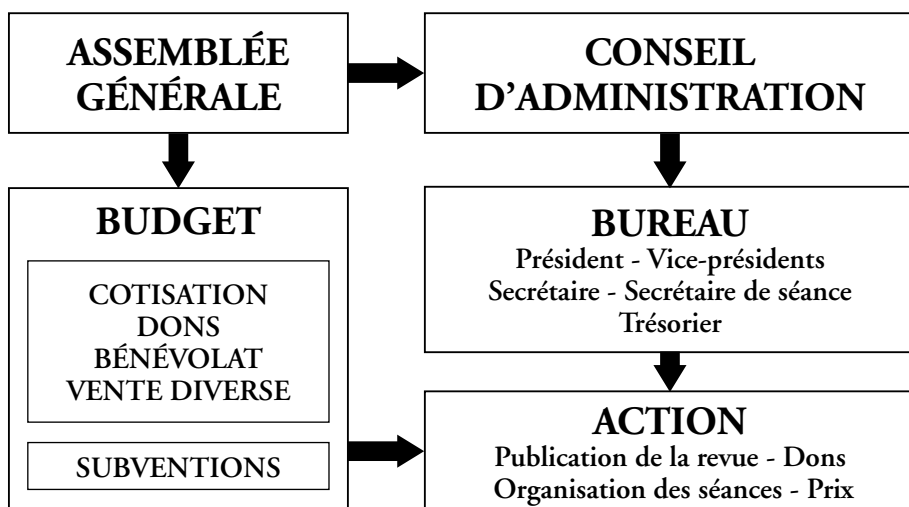 ASSEMBLÉE
GÉNÉRALE
CONSEIL
D'ADMINISTRATION
BUDGET
COTISATION
DONS
BÉNÉVOLAT
VENTE DIVERSE
SUBVENTIONS
BUREAU
Président - Vice-présidents
Secrétaire - Secrétaire de séance
Trésorier
ACTION
Publication de la revue - Dons
Organisation des séances - Prix